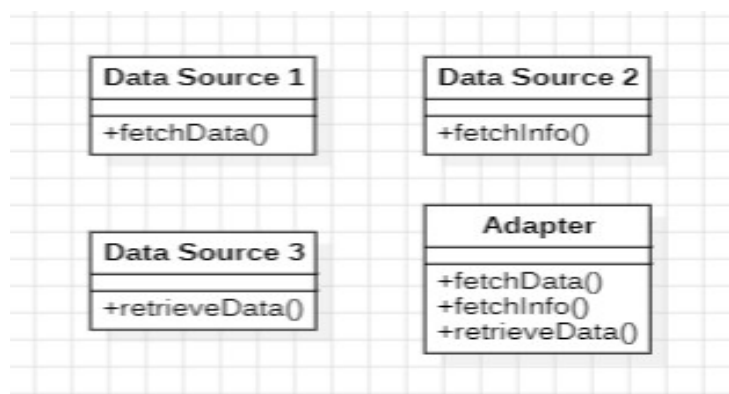 Data Source 1
+fetchData()
Data Source 2
+fetchInfo()
Data Source 3
+retrieveData()
Adapter
+fetchData()
+fetchInfo()
+retrieveData()